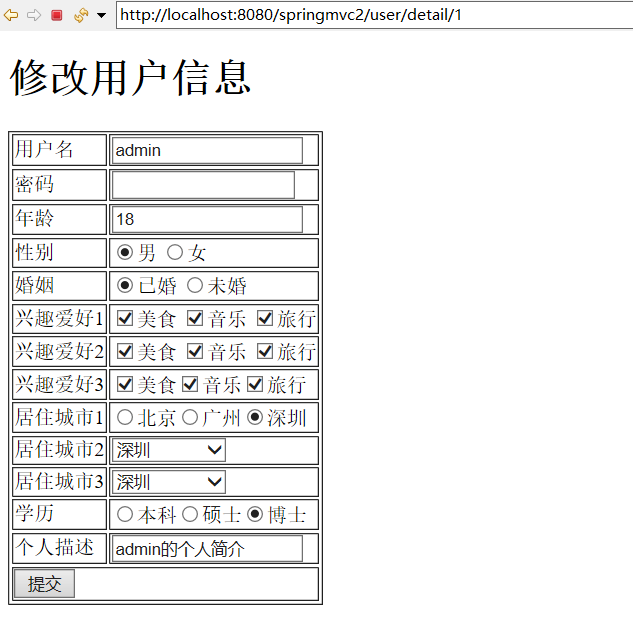 http://localhost:8080/springmvc2/user/detail/1
修改用户信息
用户名 admin
密码
年龄 18
性别 男 女
婚姻 已婚 未婚
兴趣爱好1 美食 音乐 旅行
兴趣爱好2 美食 音乐 旅行
兴趣爱好3 美食 音乐 旅行
居住城市1 北京 广州 深圳
居住城市2 深圳
居住城市3 深圳
学历 本科 硕士 博士
个人描述 admin的个人简介
提交